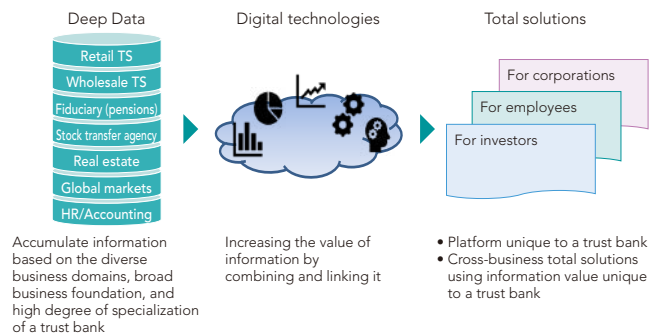 Deep Data
Retail TS
Wholesale TS
Fiduciary (pensions)
Stock transfer agency
Real estate
Global markets
HR/Accounting
Accumulate information
based on the diverse
business domains, broad
business foundation, and
high degree of specialization
of a trust bank
Digital technologies
Increasing the value of
information by
combining and linking it
Total solutions
For corporations
For employees
For investors
• Platform unique to a trust bank
• Cross-business total solutions
using information value unique
to a trust bank